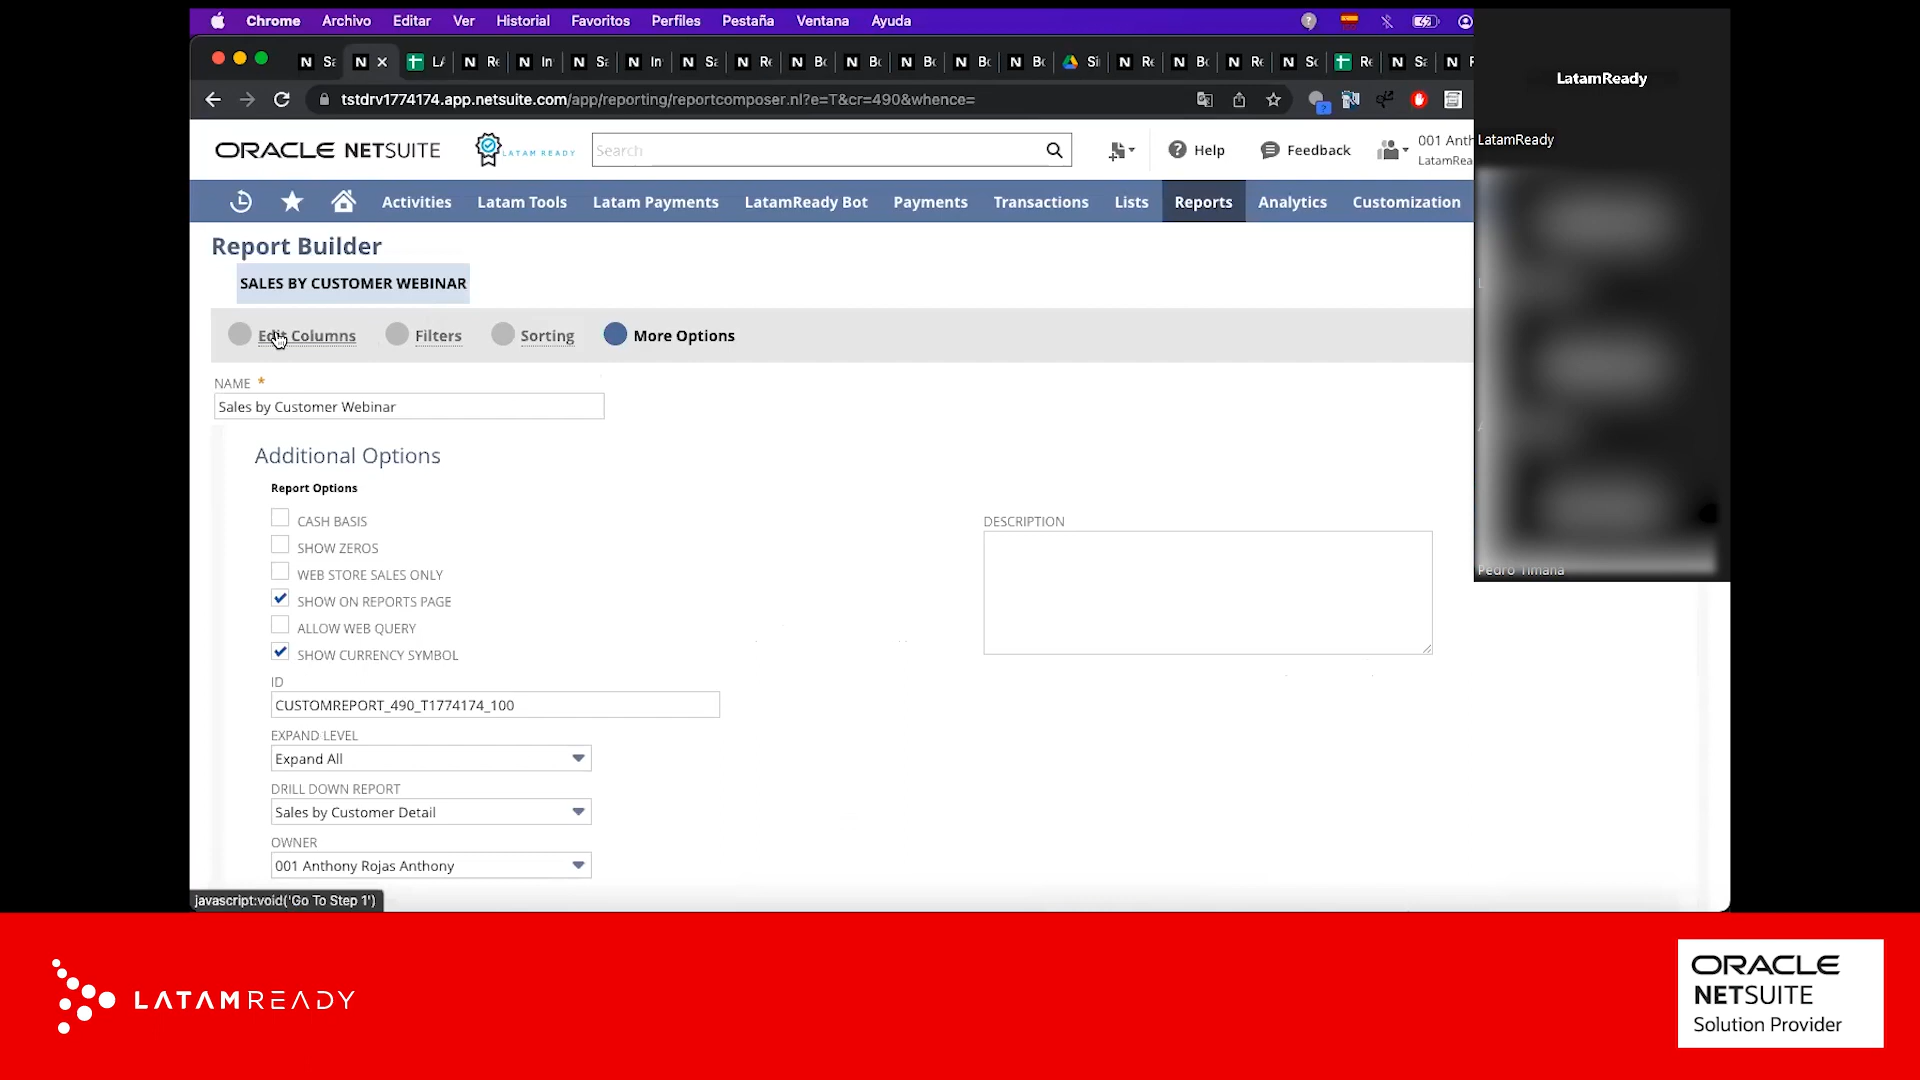 Chrome Archivo Editar Ver Historial Favoritos Perfiles Pestaña Ventana Ayuda
LatamReady
tstdrv1774174.app.netsuite.com/app/reporting/reportcomposer.nl?e=T&cr=490&whence=
ORACLE NETSUITE LATAM READY Search Help Feedback 001 Anth
LatamRea
LatamReady
Activities Latam Tools Latam Payments LatamReady Bot Payments Transactions Lists Reports Analytics Customization
Report Builder
SALES BY CUSTOMER WEBINAR
Edit Columns Filters Sorting More Options
NAME *
Sales by Customer Webinar
Additional Options
Report Options
CASH BASIS
DESCRIPTION
SHOW ZEROS
WEB STORE SALES ONLY
Pedro Timana
SHOW ON REPORTS PAGE
ALLOW WEB QUERY
SHOW CURRENCY SYMBOL
ID
CUSTOMREPORT_490_T1774174_100
EXPAND LEVEL
Expand All
DRILL DOWN REPORT
Sales by Customer Detail
OWNER
001 Anthony Rojas Anthony
javascript:void('Go To Step 1')
LATAMREADY
ORACLE
NETSUITE
Solution Provider